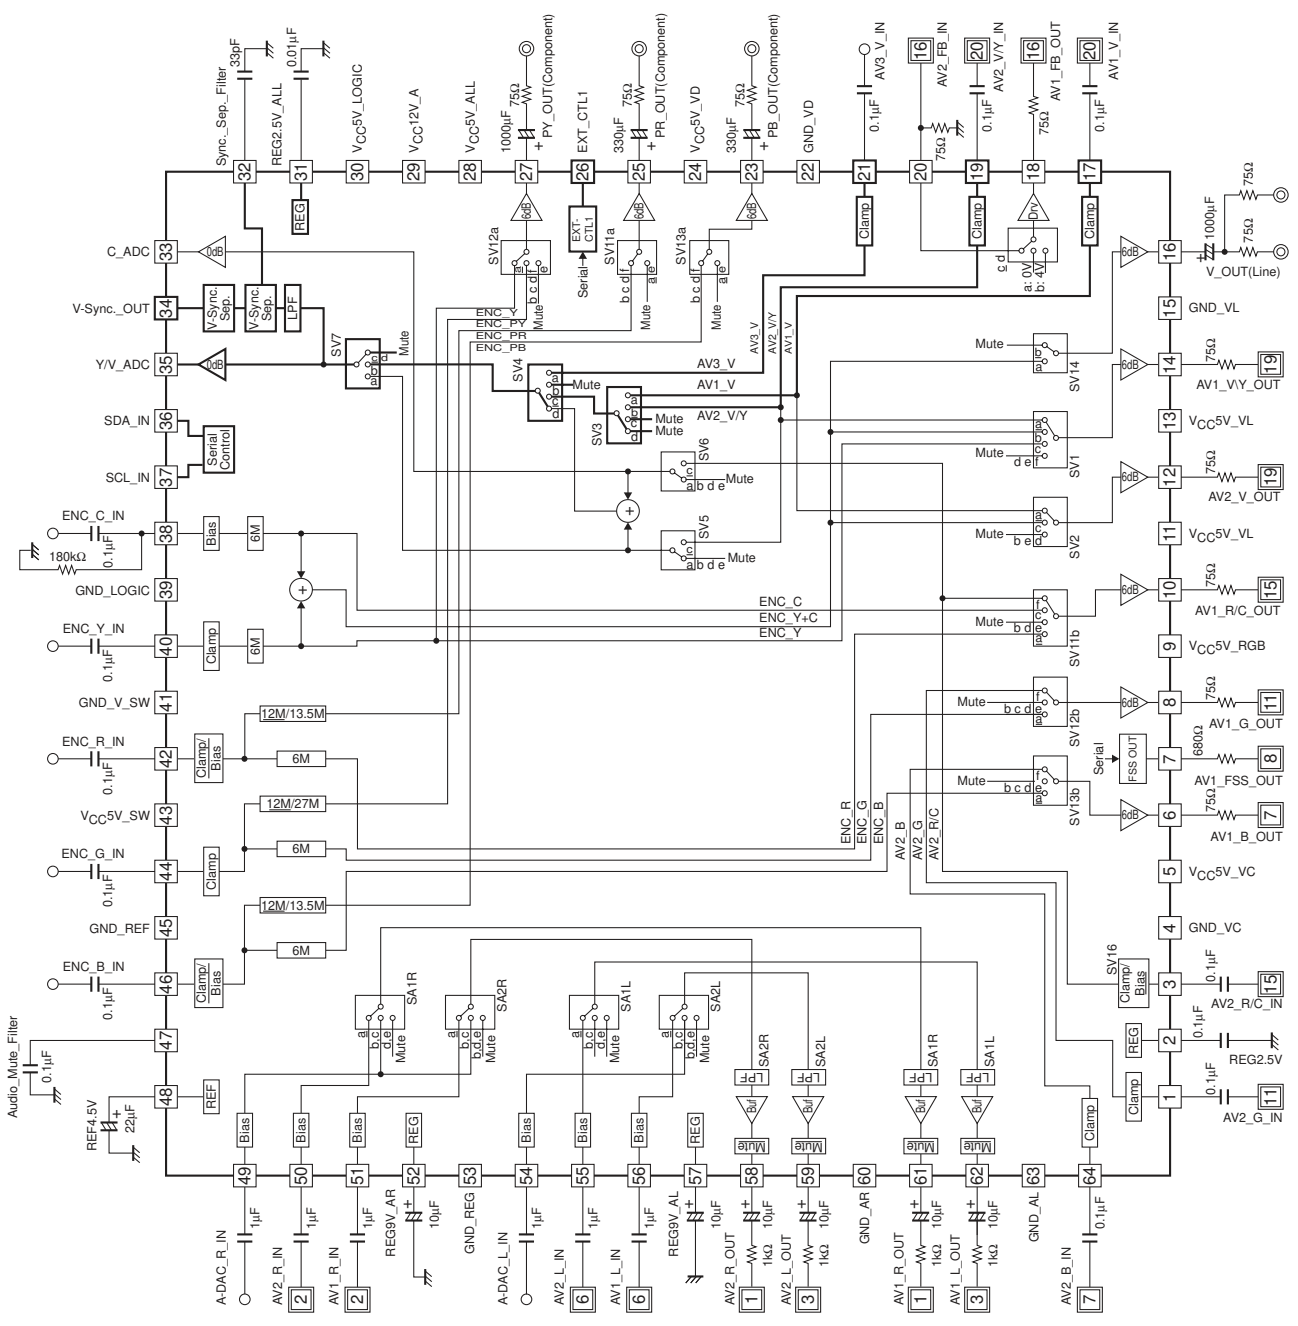 Sync._Sep._Filter
33pF
REG2.5V_ALL
0.01μF
VCC5V_LOGIC
VCC12V_A
VCC5V_ALL
1000μF
+
75Ω
PY_OUT(Component)
EXT_CTL1
330μF
+
75Ω
PR_OUT(Component)
VCC5V_VD
330μF
+
75Ω
PB_OUT(Component)
GND_VD
0.1μF
AV3_V_IN
16
AV2_FB_IN
75Ω
20
AV2_V/Y_IN
0.1μF
16
AV1_FB_OUT
75Ω
20
AV1_V_IN
0.1μF
32
31
30
29
28
27
26
25
24
23
22
21
20
19
18
17
REG
6dB
EXT-CTL1
Serial
6dB
6dB
Clamp
Clamp
Drv
Clamp
C_ADC
33
0dB
V-Sync._OUT
34
V-Sync. Sep.
V-Sync. Sep.
LPF
Y/V_ADC
35
0dB
SDA_IN
36
Serial Control
SCL_IN
37
SV12a
a
b c d f
e
Mute
SV11a
b c d f
a
e
Mute
SV13a
b c d f
a
e
Mute
c d
a: 0V
b: 4V
ENC_Y
ENC_PY
ENC_PR
ENC_PB
AV3_V
AV2_V/Y
AV1_V
SV7
c d
b
a
Mute
SV4
a
b
c
d
Mute
AV3_V
AV1_V
AV2_V/Y
SV3
a
b
c
d
Mute
Mute
SV6
c
a b d e
Mute
+
SV5
c
a b d e
Mute
6dB
16
1000μF
+
75Ω
75Ω
V_OUT(Line)
15
GND_VL
Mute
b
a
SV14
6dB
14
75Ω
19
AV1_V\Y_OUT
13
VCC5V_VL
a
b
c
Mute
d e f
SV1
6dB
12
75Ω
19
AV2_V_OUT
a
c
Mute
b e d
SV2
11
VCC5V_VL
ENC_C_IN
0.1μF
180kΩ
38
Bias
6M
GND_LOGIC
39
+
ENC_Y_IN
0.1μF
40
Clamp
6M
ENC_C
ENC_Y+C
ENC_Y
f
c
Mute
b d e
a
SV11b
6dB
10
75Ω
15
AV1_R/C_OUT
9
VCC5V_RGB
GND_V_SW
41
12M/13.5M
ENC_R_IN
0.1μF
42
Clamp/Bias
6M
VCC5V_SW
43
12M/27M
ENC_G_IN
0.1μF
44
Clamp
6M
GND_REF
45
12M/13.5M
ENC_B_IN
0.1μF
46
Clamp/Bias
6M
Mute
f
b c d e
a
SV12b
6dB
8
75Ω
11
AV1_G_OUT
Serial
FSS OUT
7
680Ω
8
AV1_FSS_OUT
Mute
f
b c d e
a
SV13b
6dB
6
75Ω
7
AV1_B_OUT
ENC_R
ENC_G
ENC_B
AV2_B
AV2_G
AV2_R/C
5
VCC5V_VC
4
GND_VC
SV16
Clamp/Bias
3
0.1μF
15
AV2_R/C_IN
REG
2
0.1μF
REG2.5V
Clamp
1
0.1μF
11
AV2_G_IN
Audio_Mute_Filter
0.1μF
47
REF4.5V
22μF
+
48
REF
SA1R
a
b,c
d,e
Mute
SA2R
a
b,c
b,d,e
Mute
SA1L
a
b,c
d,e
Mute
SA2L
a
b,c
b,d,e
Mute
SA2R
SA2L
SA1R
SA1L
LPF
LPF
LPF
LPF
Buf
Buf
Buf
Buf
Bias
Bias
Bias
REG
Bias
Bias
Bias
REG
Mute
Mute
Mute
Mute
Clamp
49
50
51
52
53
54
55
56
57
58
59
60
61
62
63
64
A-DAC_R_IN
1μF
AV2_R_IN
1μF
2
AV1_R_IN
1μF
2
REG9V_AR
+
10μF
GND_REG
A-DAC_L_IN
1μF
AV2_L_IN
1μF
6
AV1_L_IN
1μF
6
REG9V_AL
+
10μF
AV2_R_OUT
+
10μF
1kΩ
1
AV2_L_OUT
+
10μF
1kΩ
3
GND_AR
AV1_R_OUT
+
10μF
1kΩ
1
AV1_L_OUT
+
10μF
1kΩ
3
GND_AL
AV2_B_IN
0.1μF
7